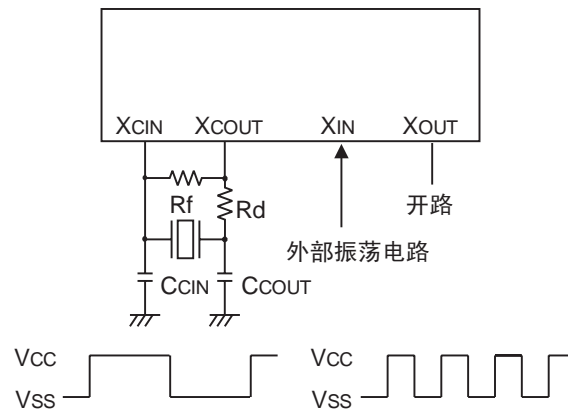 XCIN XCOUT XIN XOUT
Rf
Rd
开路
外部振荡电路
CCIN CCOUT
VCC VCC
VSS VSS